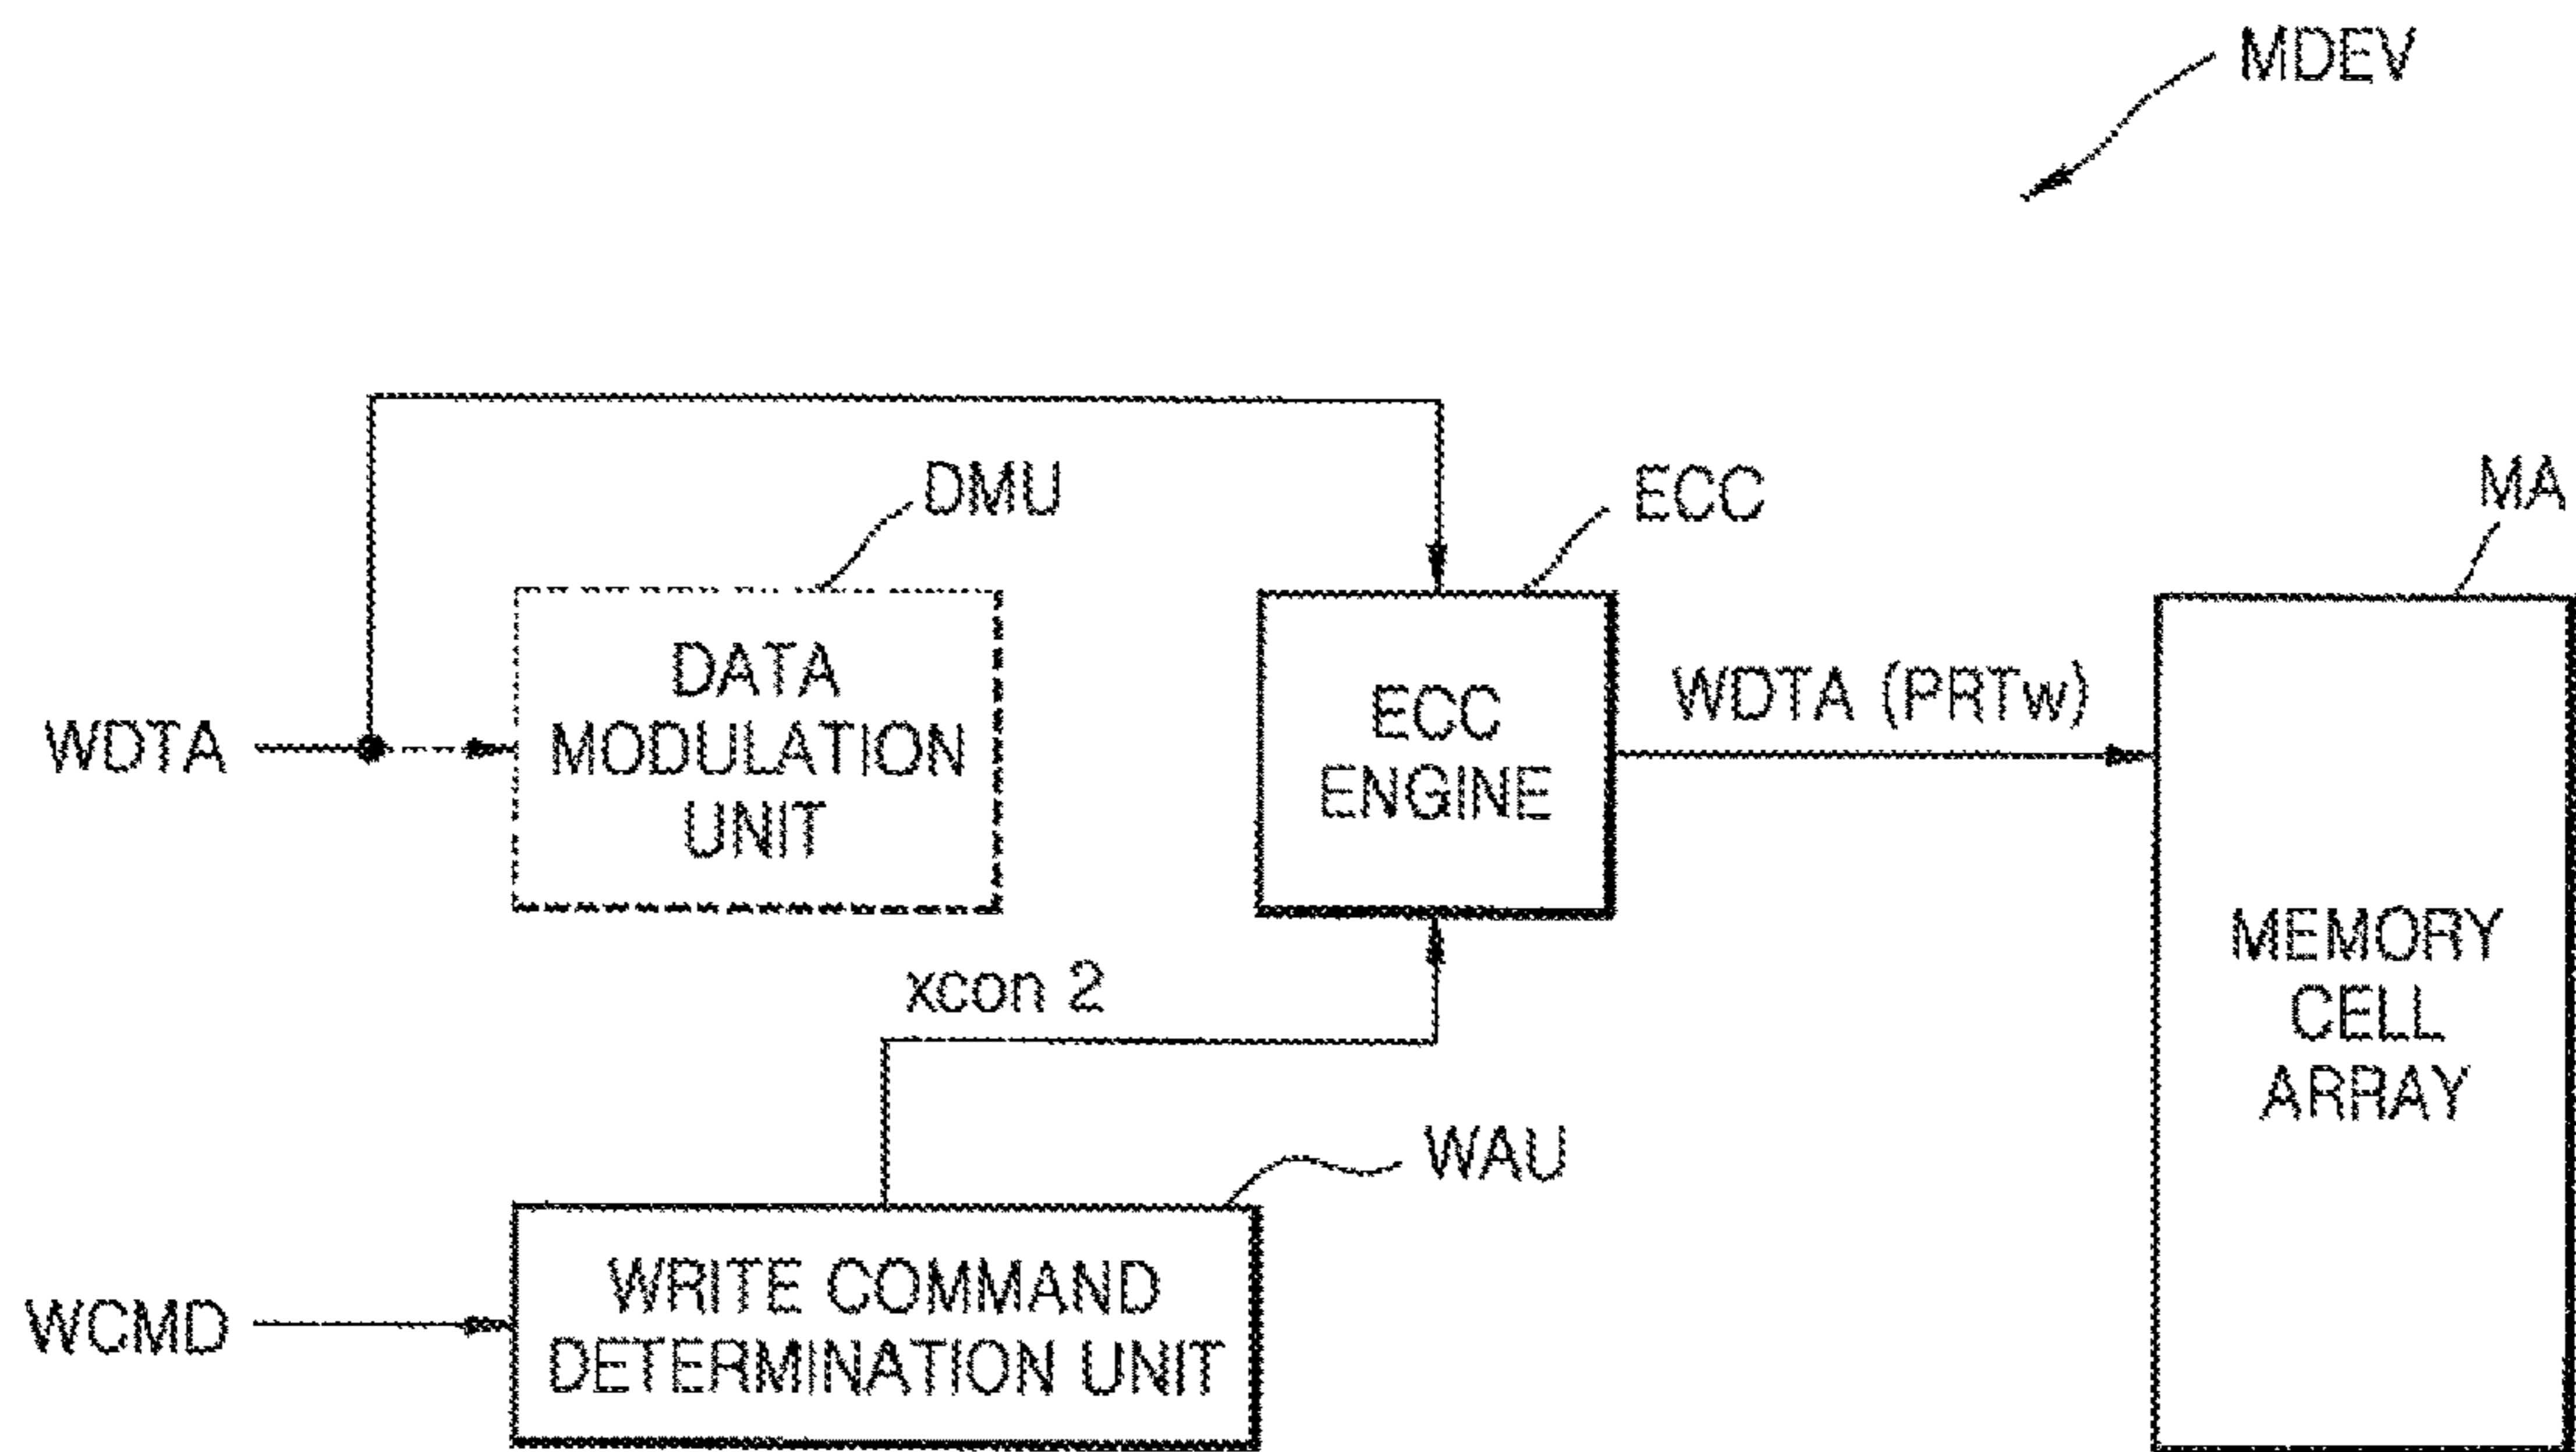 MDEV
DMU
ECC
MA
DATA
MODULATION
UNIT
WDTA
ECC
ENGINE
WDTA (PRTw)
MEMORY
CELL
ARRAY
xcon 2
WAU
WCMD
WRITE COMMAND
DETERMINATION UNIT